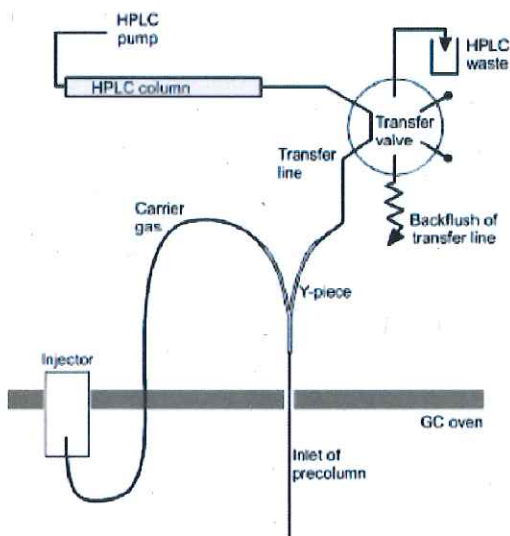 HPLC
pump
HPLC
waste
HPLC column
Transfer
valve
Transfer
line
Carrier
gas
Backflush of
transfer line
Y-piece
Injector
GC oven
Inlet of
precolumn